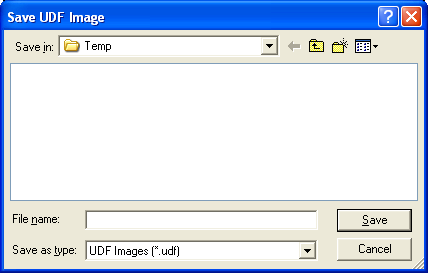 Save UDF Image
Save in: Temp
File name: Save
Save as type: UDF Images (*.udf) Cancel